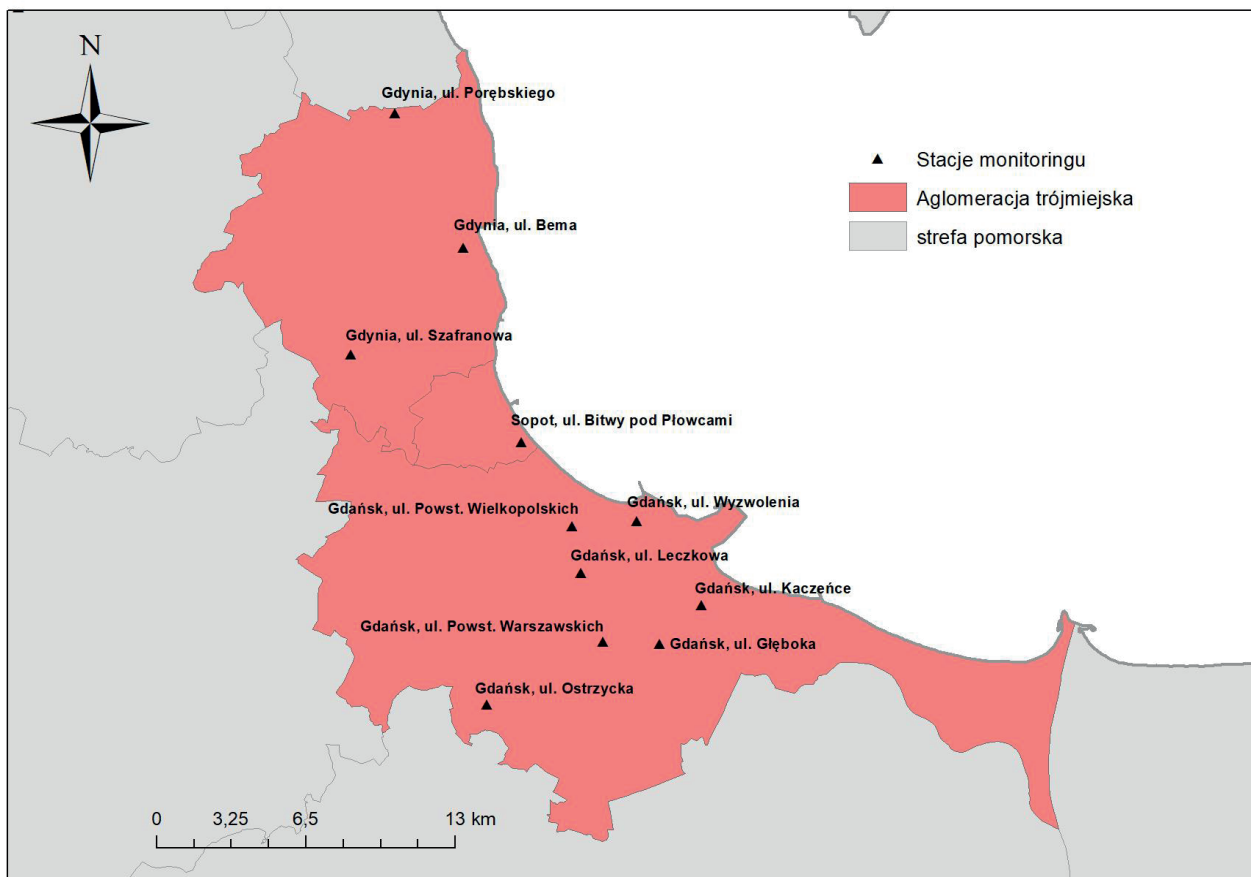 N
Gdynia, ul. Porębskiego
Stacje monitoringu
Aglomeracja trójmiejska
strefa pomorska
Gdynia, ul. Bema
Gdynia, ul. Szafranowa
Sopot, ul. Bitwy pod Płowcami
Gdańsk, ul. Powst. Wielkopolskich
Gdańsk, ul. Wyzwolenia
Gdańsk, ul. Leczkowa
Gdańsk, ul. Kaczeńce
Gdańsk, ul. Powst. Warszawskich
Gdańsk, ul. Głęboka
Gdańsk, ul. Ostrzycka
0 3,25 6,5 13 km